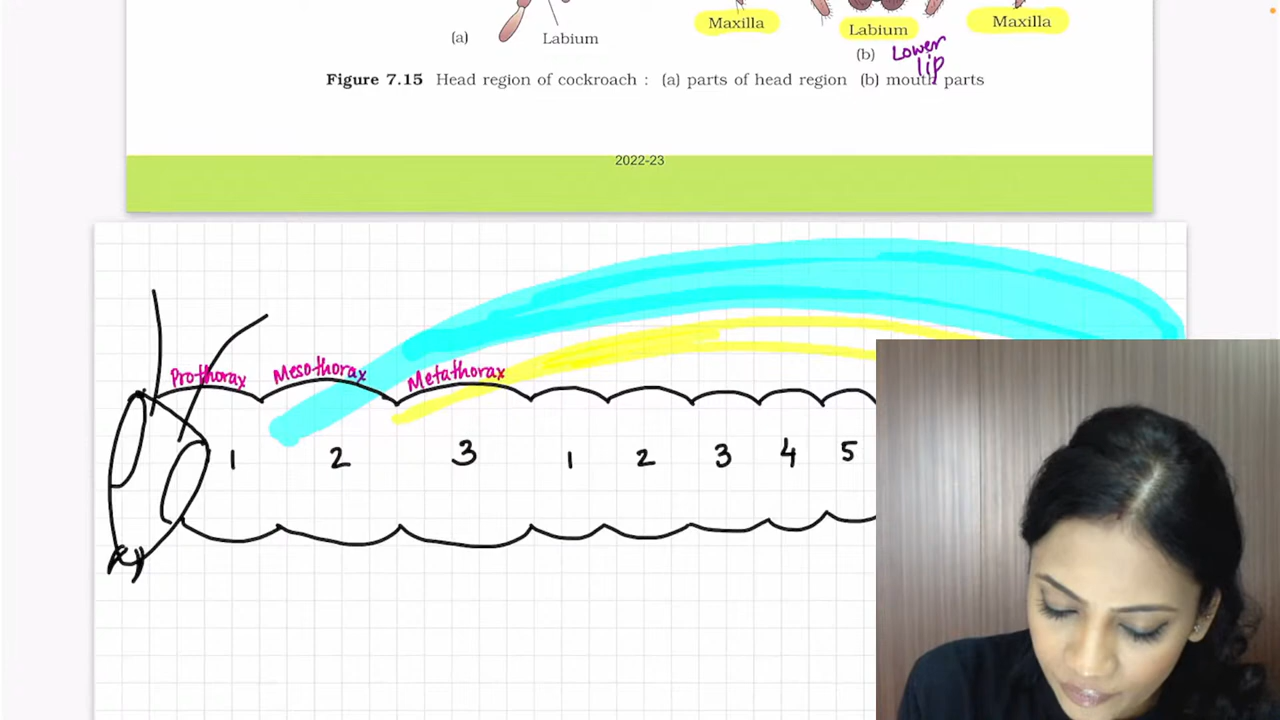 Maxilla
Labium
Maxilla
(a)
Labium
(b)
Lower
lip
Figure 7.15 Head region of cockroach : (a) parts of head region (b) mouth parts
2022-23
Prothorax Mesothorax Metathorax
1 2 3 1 2 3 4 5